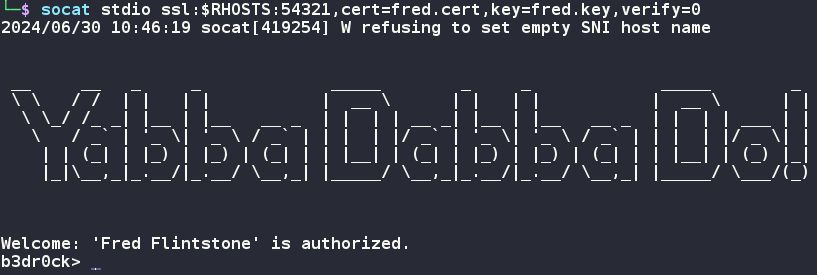 └─$ socat stdio ssl:$RHOSTS:54321,cert=fred.cert,key=fred.key,verify=0
2024/06/30 10:46:19 socat[419254] W refusing to set empty SNI host name
Yabba Dabba Do!
Welcome: 'Fred Flintstone' is authorized.
b3dr0ck>